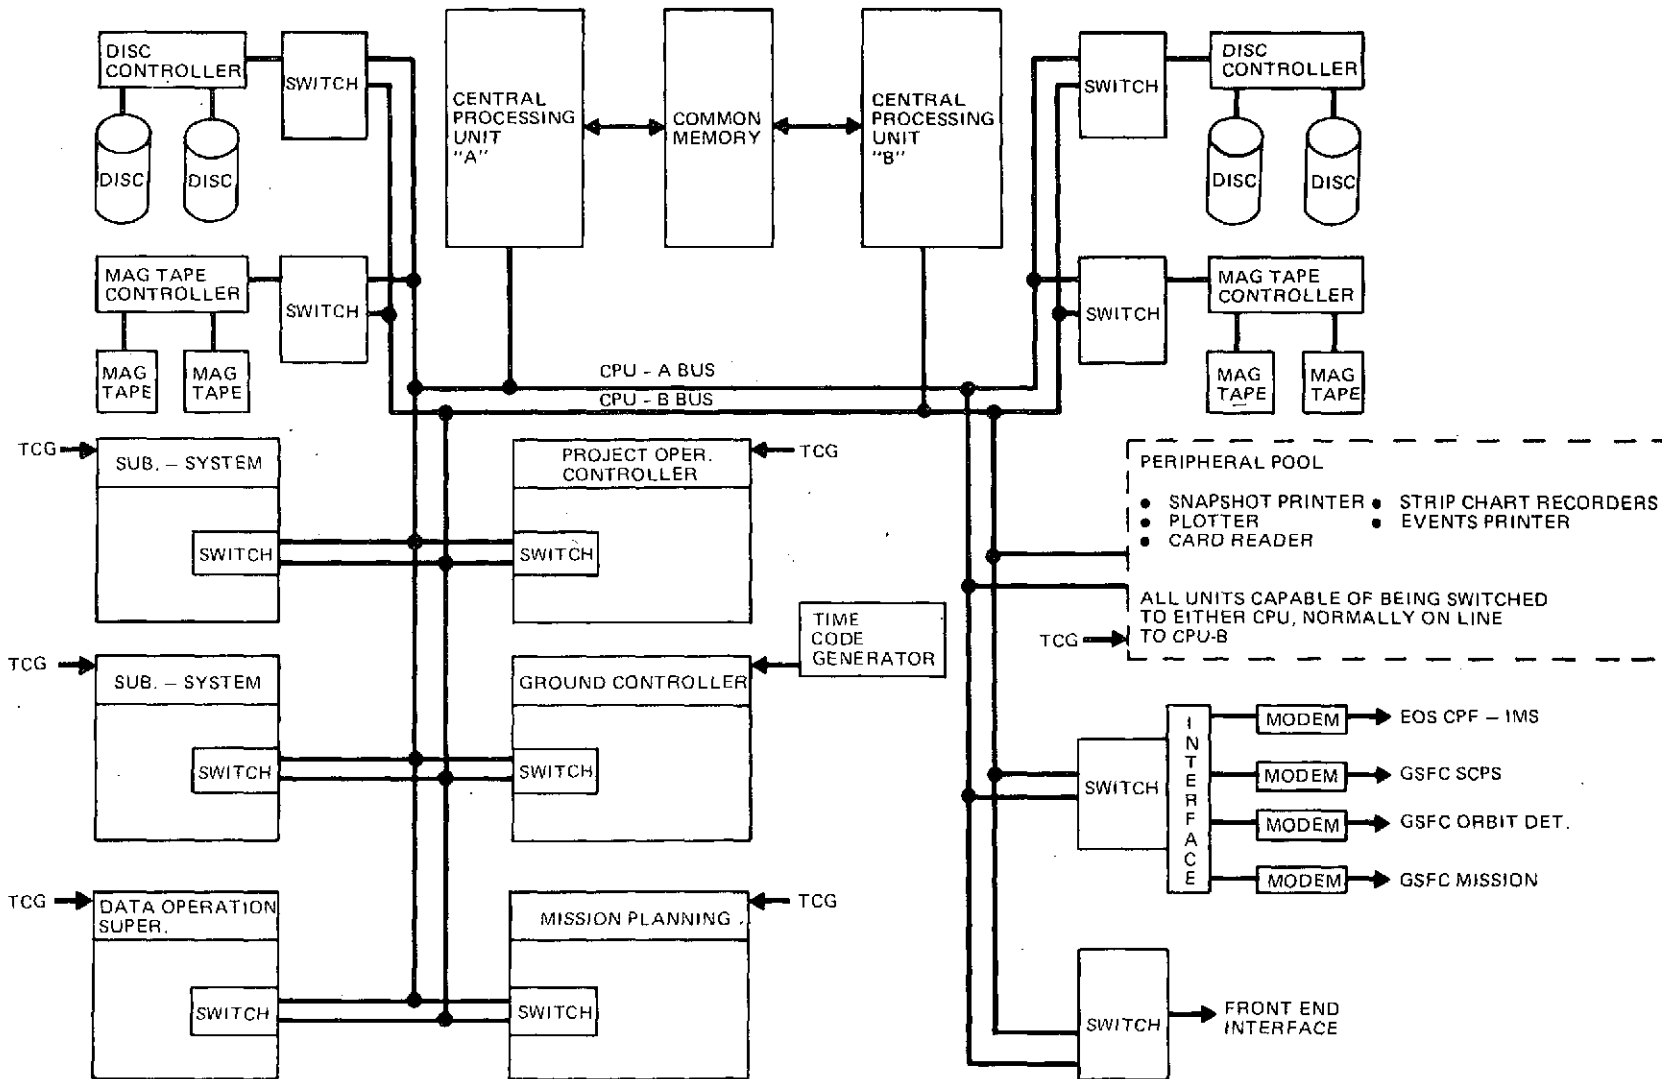 DISC
CONTROLLER
SWITCH
DISC
DISC
CENTRAL
PROCESSING
UNIT
"A"
COMMON
MEMORY
CENTRAL
PROCESSING
UNIT
"B"
SWITCH
DISC
CONTROLLER
DISC
DISC
MAG TAPE
CONTROLLER
SWITCH
MAG
TAPE
MAG
TAPE
SWITCH
MAG TAPE
CONTROLLER
MAG
TAPE
MAG
TAPE
CPU - A BUS
CPU - B BUS
TCG
SUB. – SYSTEM
SWITCH
PROJECT OPER.
CONTROLLER
TCG
SWITCH
PERIPHERAL POOL
• SNAPSHOT PRINTER
• PLOTTER
• CARD READER
• STRIP CHART RECORDERS
• EVENTS PRINTER
ALL UNITS CAPABLE OF BEING SWITCHED
TO EITHER CPU, NORMALLY ON LINE
TO CPU-B
TCG
TCG
SUB. – SYSTEM
SWITCH
GROUND CONTROLLER
SWITCH
TIME
CODE
GENERATOR
SWITCH
INTERFACE
MODEM
EOS CPF – IMS
MODEM
GSFC SCPS
MODEM
GSFC ORBIT DET.
MODEM
GSFC MISSION
TCG
DATA OPERATION
SUPER.
SWITCH
MISSION PLANNING
TCG
SWITCH
SWITCH
FRONT END
INTERFACE